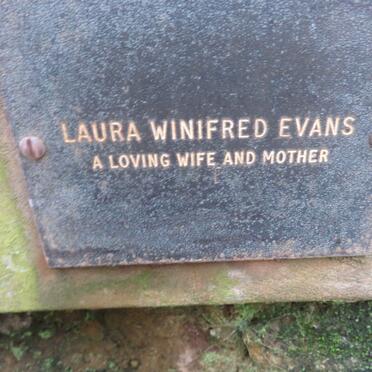 LAURA WINIFRED EVANS
A LOVING WIFE AND MOTHER